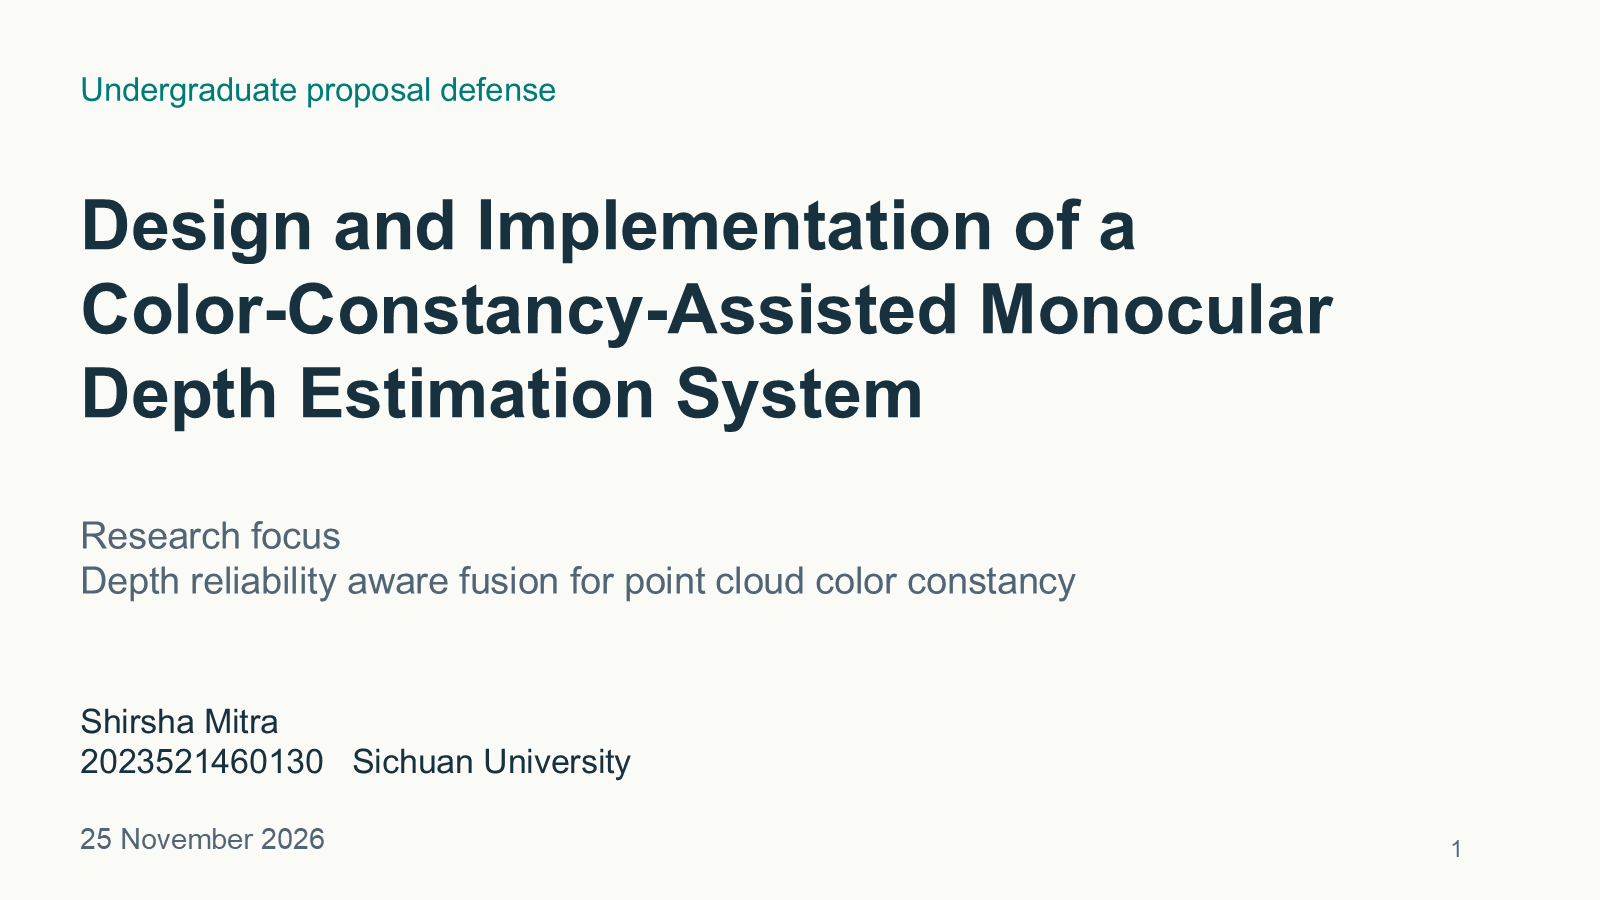 Undergraduate proposal defense
Design and Implementation of a
Color-Constancy-Assisted Monocular
Depth Estimation System
Research focus
Depth reliability aware fusion for point cloud color constancy
Shirsha Mitra
2023521460130 Sichuan University
25 November 2026
1